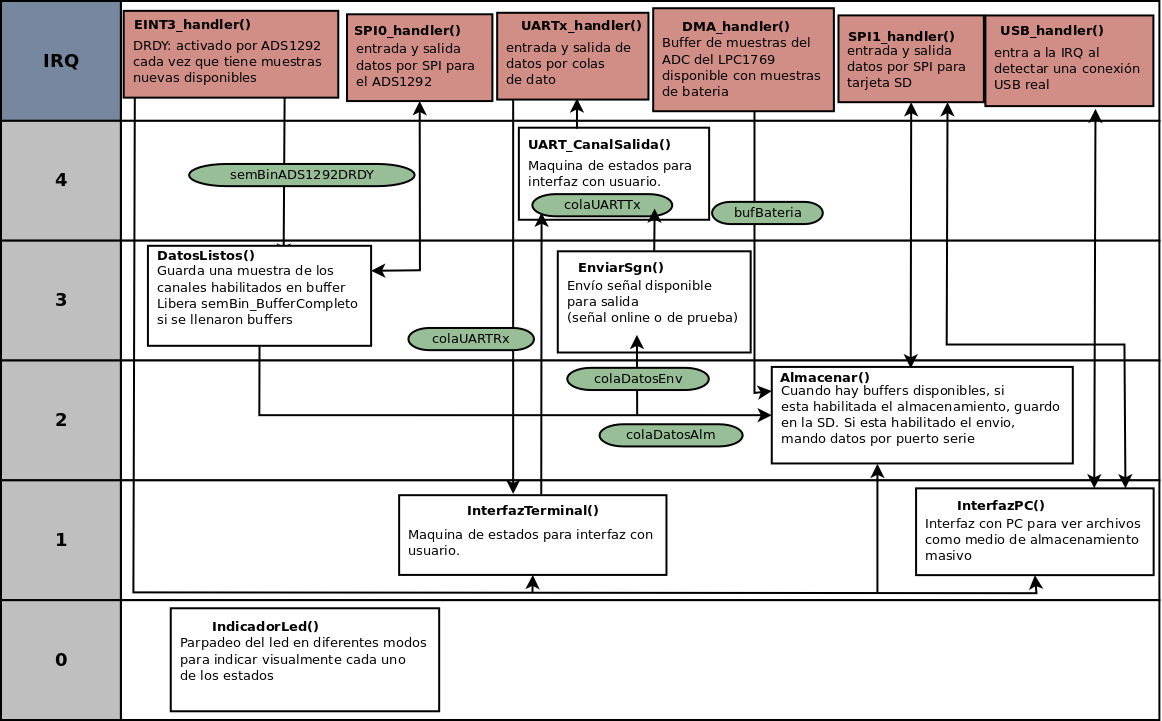 IRQ
EINT3_handler()
DRDY: activado por ADS1292
cada vez que tiene muestras
nuevas disponibles
SPI0_handler()
entrada y salida
datos por SPI para
el ADS1292
UARTx_handler()
entrada y salida de
datos por colas
de dato
DMA_handler()
Buffer de muestras del
ADC del LPC1769
disponible con muestras
de bateria
SPI1_handler()
entrada y salida
datos por SPI para
tarjeta SD
USB_handler()
entra a la IRQ al
detectar una conexión
USB real
4
semBinADS1292DRDY
UART_CanalSalida()
Maquina de estados para
interfaz con usuario.
colaUARTTx
bufBateria
3
DatosListos()
Guarda una muestra de los
canales habilitados en buffer
Libera semBin_BufferCompleto
si se llenaron buffers
EnviarSgn()
Envío señal disponible
para salida
(señal online o de prueba)
colaUARTRx
2
colaDatosEnv
colaDatosAlm
Almacenar()
Cuando hay buffers disponibles, si
esta habilitada el almacenamiento, guardo
en la SD. Si esta habilitado el envio,
mando datos por puerto serie
1
InterfazTerminal()
Maquina de estados para interfaz con
usuario.
InterfazPC()
Interfaz con PC para ver archivos
como medio de almacenamiento
masivo
0
IndicadorLed()
Parpadeo del led en diferentes modos
para indicar visualmente cada uno
de los estados